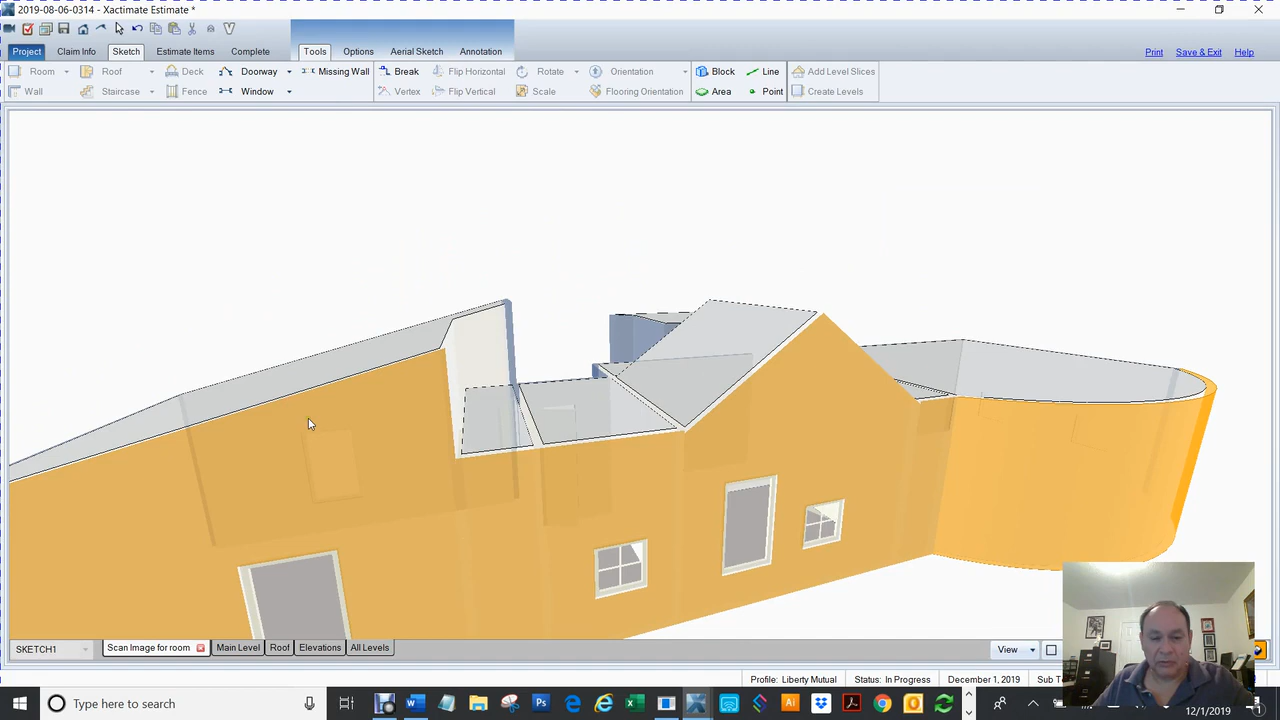 2019-08-06-0314 - Xactimate Estimate *
Project Claim Info Sketch Estimate Items Complete Tools Options Aerial Sketch Annotation Print Save & Exit Help
Room Roof Deck Doorway Missing Wall Break Flip Horizontal Rotate Orientation Block Line Add Level Slices
Wall Staircase Fence Window Vertex Flip Vertical Scale Flooring Orientation Area Point Create Levels
SKETCH1 Scan Image for room Main Level Roof Elevations All Levels View
Profile: Liberty Mutual Status: In Progress December 1, 2019 Sub T
Type here to search
12/1/2019